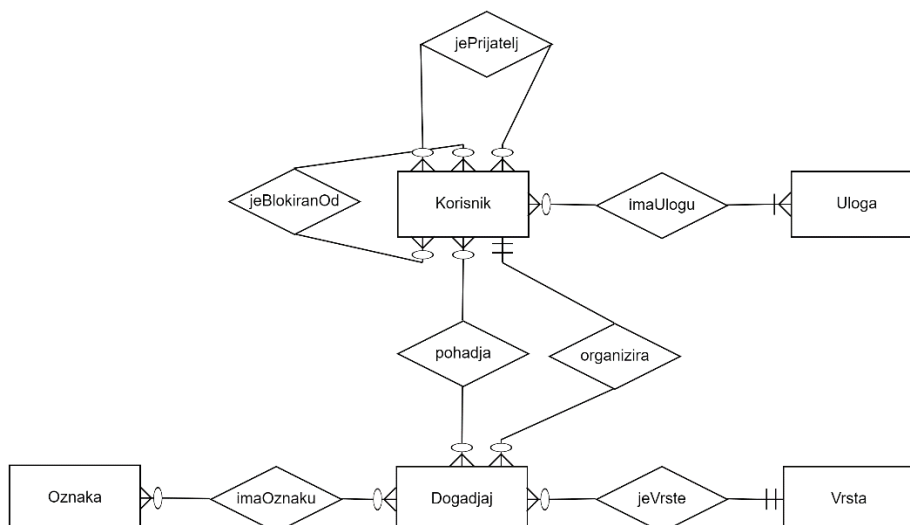 jePrijatelj
jeBlokiranOd
Korisnik
imaUlogu
Uloga
pohadja
organizira
Oznaka
imaOznaku
Dogadjaj
jeVrste
Vrsta